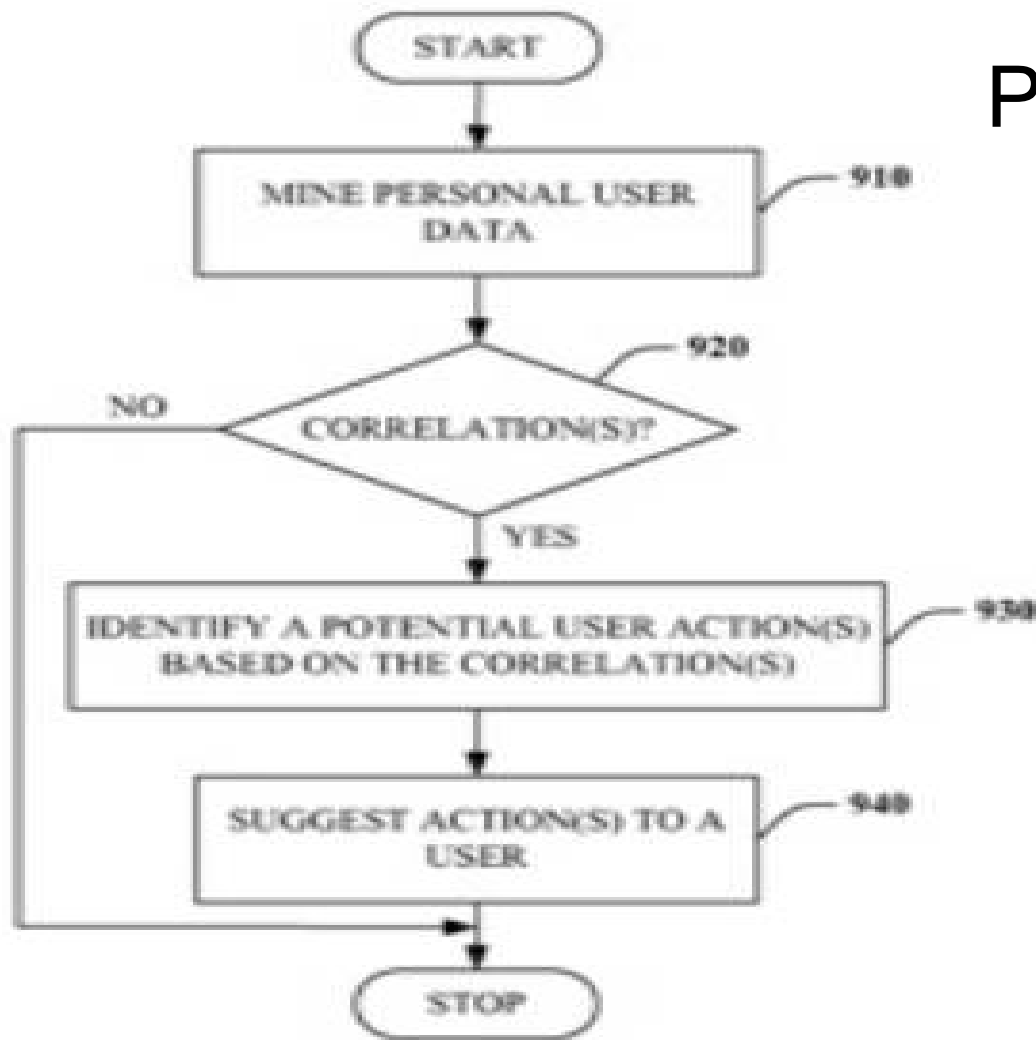 START
P
MINE PERSONAL USER
DATA
910
920
NO
CORRELATION(S)?
YES
IDENTIFY A POTENTIAL USER ACTION(S)
BASED ON THE CORRELATION(S)
930
SUGGEST ACTION(S) TO A
USER
940
STOP